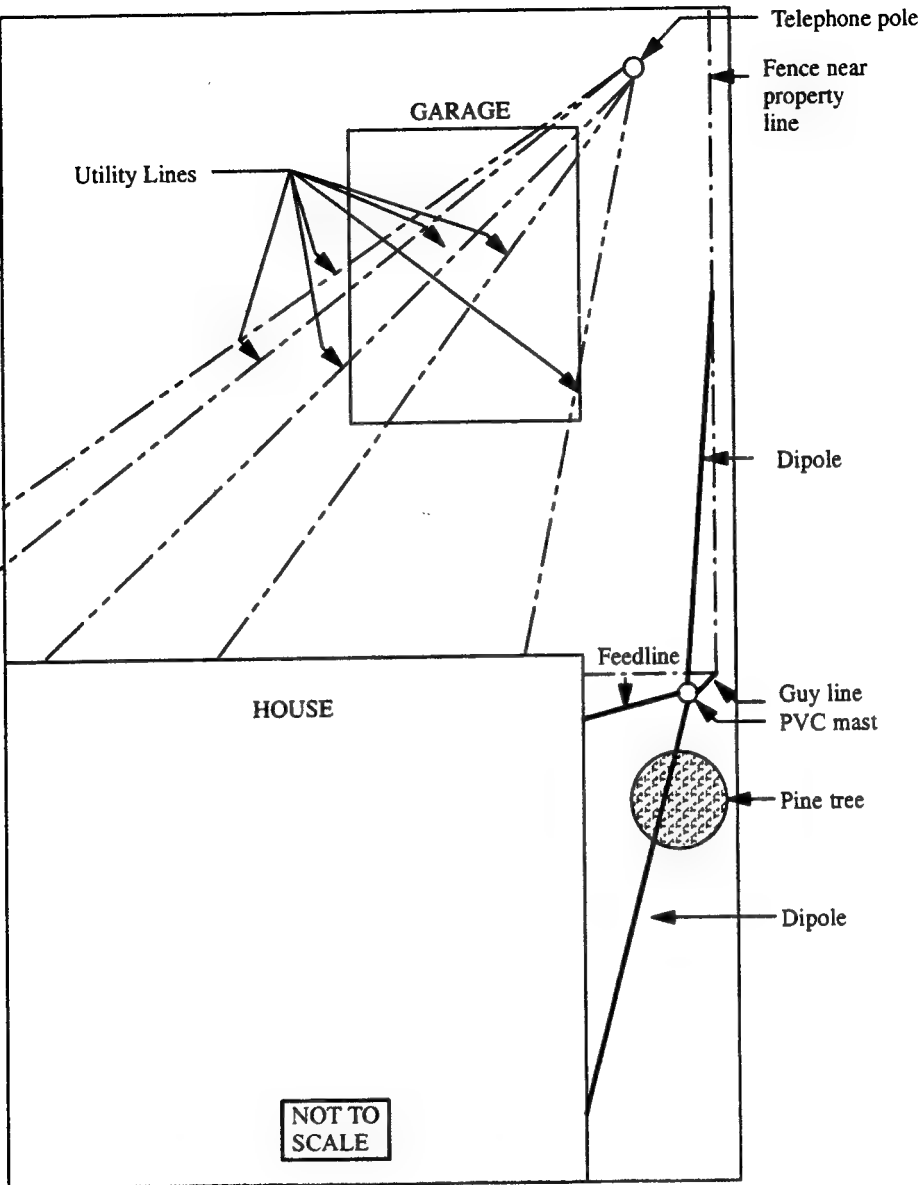 Telephone pole
Fence near
property
line
GARAGE
Utility Lines
Dipole
Feedline
HOUSE
Guy line
PVC mast
Pine tree
Dipole
NOT TO
SCALE